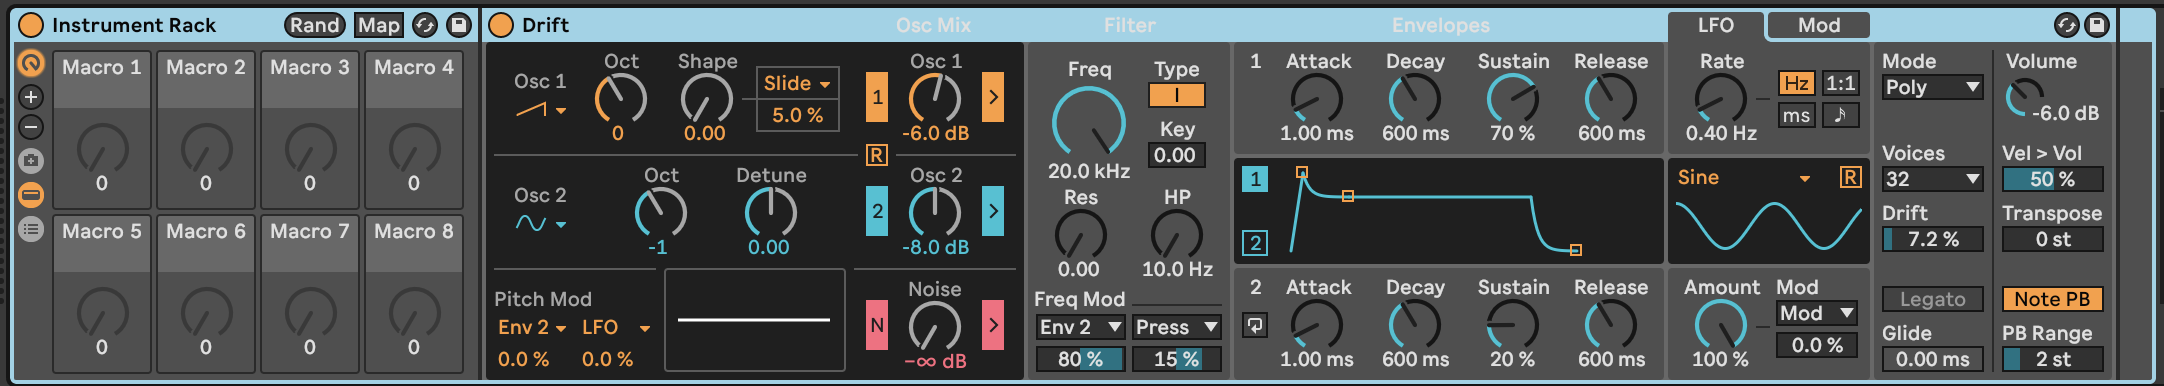 Instrument Rack
Rand
Map
Macro 1
Macro 2
Macro 3
Macro 4
0
0
0
0
Macro 5
Macro 6
Macro 7
Macro 8
0
0
0
0
Drift
Osc Mix
Filter
Envelopes
LFO
Mod
Osc 1
Oct
0
Shape
0.00
Slide
5.0 %
1
Osc 1
-6.0 dB
R
Osc 2
Oct
-1
Detune
0.00
2
Osc 2
-8.0 dB
Pitch Mod
Env 2
LFO
0.0 %
0.0 %
N
Noise
-∞ dB
Freq
20.0 kHz
Type
I
Key
0.00
Res
0.00
HP
10.0 Hz
Freq Mod
Env 2
Press
80 %
15 %
1
Attack
Decay
Sustain
Release
1.00 ms
600 ms
70 %
600 ms
1
2
2
Attack
Decay
Sustain
Release
1.00 ms
600 ms
20 %
600 ms
Rate
0.40 Hz
Hz
1:1
ms
Sine
R
Amount
100 %
Mod
Mod
0.0 %
Mode
Poly
Voices
32
Drift
7.2 %
Legato
Glide
0.00 ms
Volume
-6.0 dB
Vel > Vol
50 %
Transpose
0 st
Note PB
PB Range
2 st